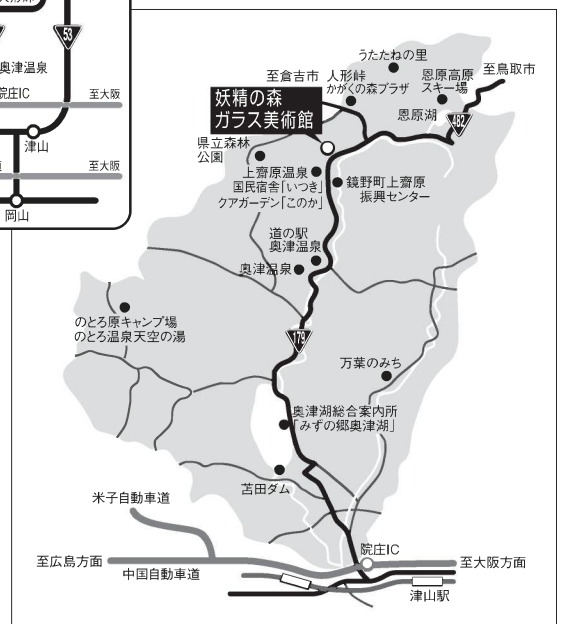 人形峠
53
奥津温泉
院庄IC
至大阪
津山
至大阪
岡山
うたたねの里
至倉吉市
人形峠
かがくの森プラザ
恩原高原
スキー場
至鳥取市
妖精の森
ガラス美術館
恩原湖
482
県立森林
公園
上齋原温泉
国民宿舎「いつき」
クアガーデン「このか」
鏡野町上齋原
振興センター
道の駅
奥津温泉
奥津温泉
のとろ原キャンプ場
のとろ温泉天空の湯
179
万葉のみち
奥津湖総合案内所
「みずの郷奥津湖」
苫田ダム
米子自動車道
院庄IC
至広島方面
至大阪方面
中国自動車道
津山駅